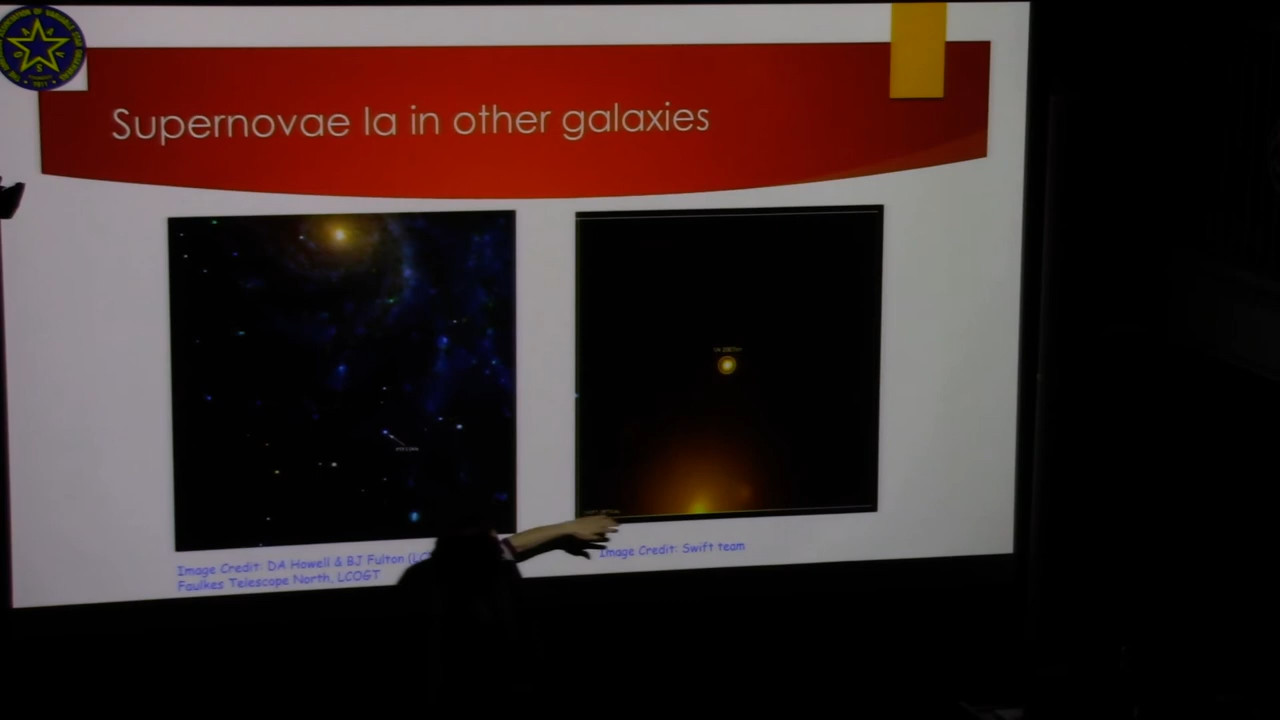 Supernovae Ia in other galaxies
Image Credit: DA Howell & BJ Fulton
Faulkes Telescope North, LCOGT
Image Credit: Swift team